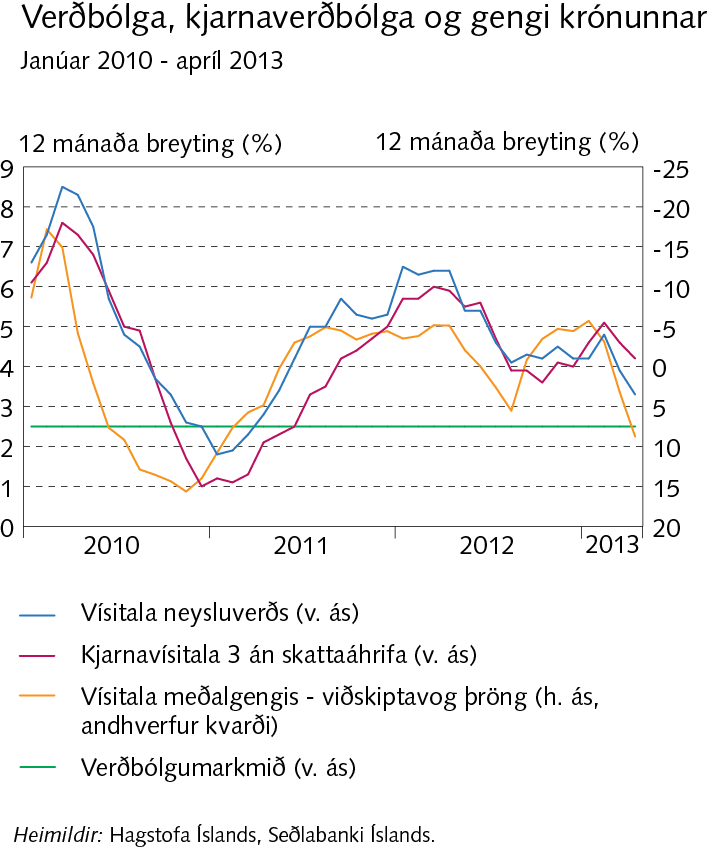 Verðbólga, kjarnaverðbólga og gengi krónunnar
Janúar 2010 - apríl 2013
12 mánaða breyting (%)
12 mánaða breyting (%)
9
8
7
6
5
4
3
2
1
0
-25
-20
-15
-10
-5
0
5
10
15
20
2010
2011
2012
2013
Vísitala neysluverðs (v. ás)
Kjarnavísitala 3 án skattaáhrifa (v. ás)
Vísitala meðalgengis - viðskiptavog þröng (h. ás,
andhverfur kvarði)
Verðbólgumarkmið (v. ás)
Heimildir: Hagstofa Íslands, Seðlabanki Íslands.